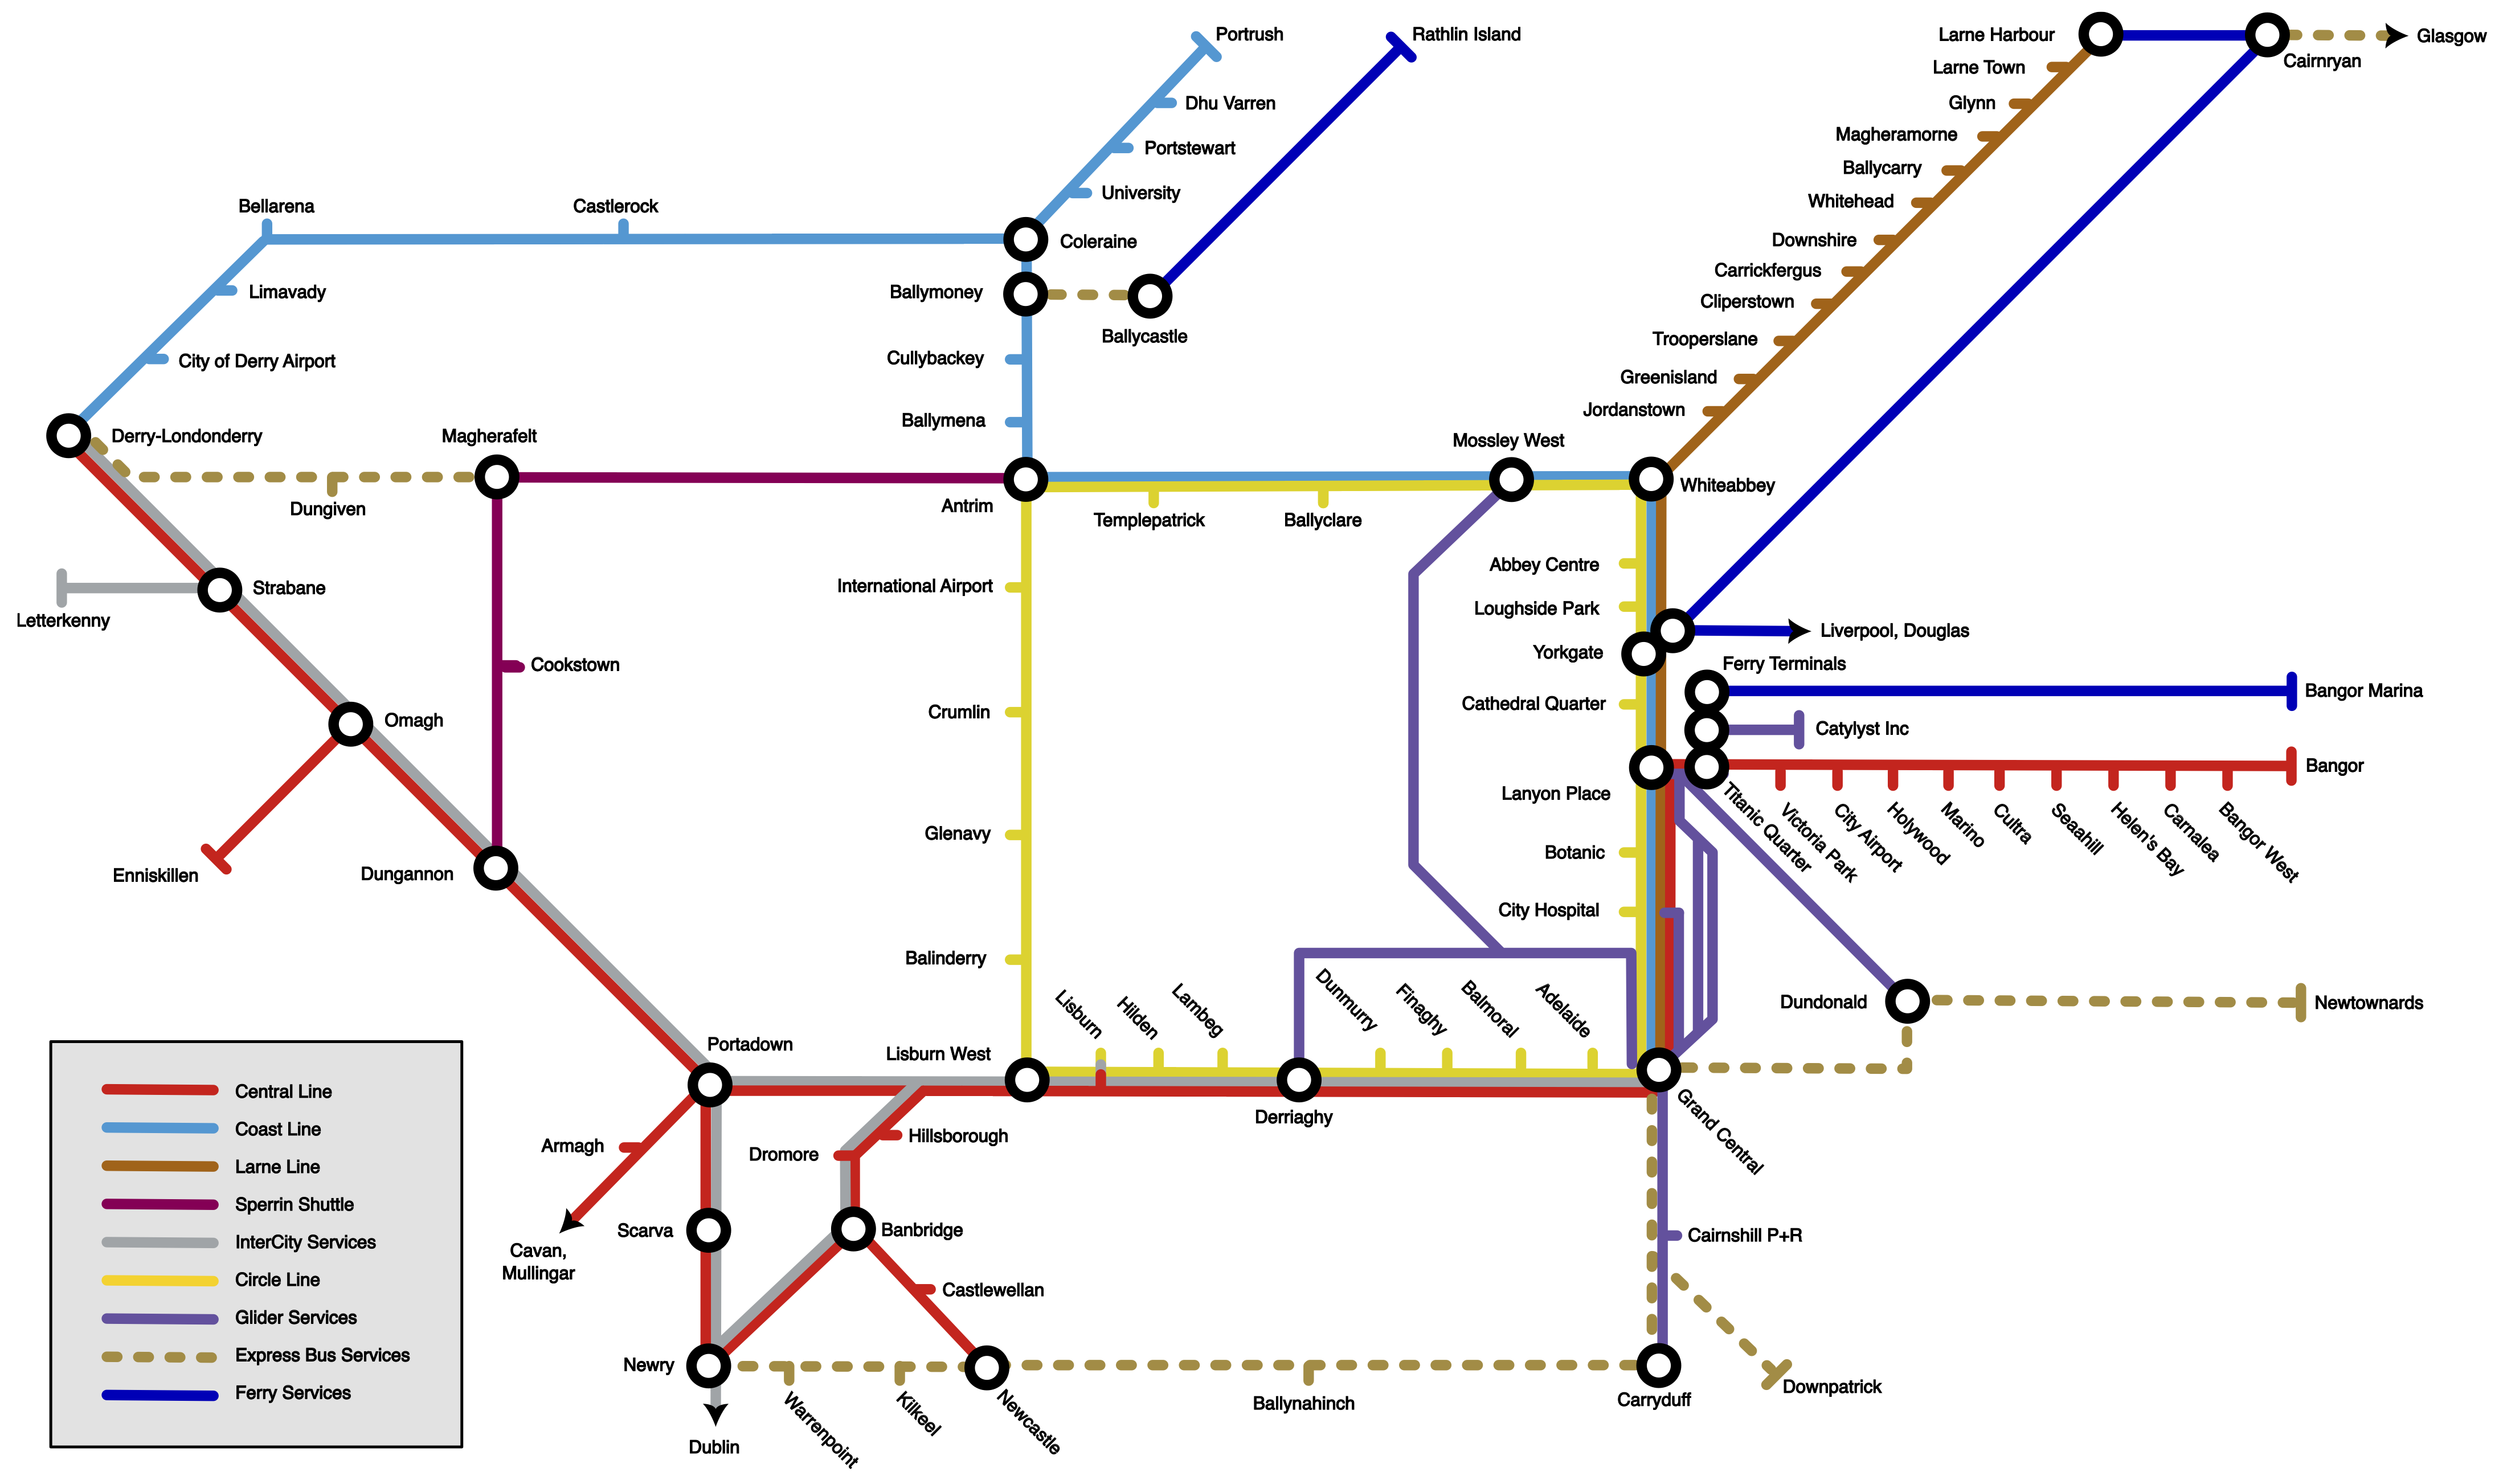 Portrush
Rathlin Island
Larne Harbour
Glasgow
Cairnryan
Larne Town
Dhu Varren
Glynn
Magheramorne
Portstewart
Ballycarry
University
Whitehead
Bellarena
Castlerock
Coleraine
Downshire
Carrickfergus
Limavady
Ballymoney
Cliperstown
Ballycastle
Trooperslane
City of Derry Airport
Cullybackey
Greenisland
Ballymena
Jordanstown
Derry-Londonderry
Magherafelt
Mossley West
Whiteabbey
Dungiven
Antrim
Templepatrick
Ballyclare
Abbey Centre
International Airport
Strabane
Letterkenny
Loughside Park
Liverpool, Douglas
Yorkgate
Ferry Terminals
Cookstown
Bangor Marina
Cathedral Quarter
Omagh
Crumlin
Catylyst Inc
Bangor
Lanyon Place
Titanic Quarter
Victoria Park
City Airport
Holywood
Marino
Cultra
Seaahill
Helen's Bay
Carnalea
Bangor West
Glenavy
Botanic
Enniskillen
Dungannon
City Hospital
Balinderry
Dundonald
Newtownards
Lisburn
Hilden
Lambeg
Dunmurry
Finaghy
Balmoral
Adelaide
Portadown
Lisburn West
Derriaghy
Grand Central
Central Line
Coast Line
Larne Line
Sperrin Shuttle
InterCity Services
Circle Line
Glider Services
Express Bus Services
Ferry Services
Armagh
Hillsborough
Dromore
Scarva
Banbridge
Cairnshill P+R
Cavan,
Mullingar
Castlewellan
Newry
Warrenpoint
Kilkeel
Newcastle
Ballynahinch
Carryduff
Downpatrick
Dublin